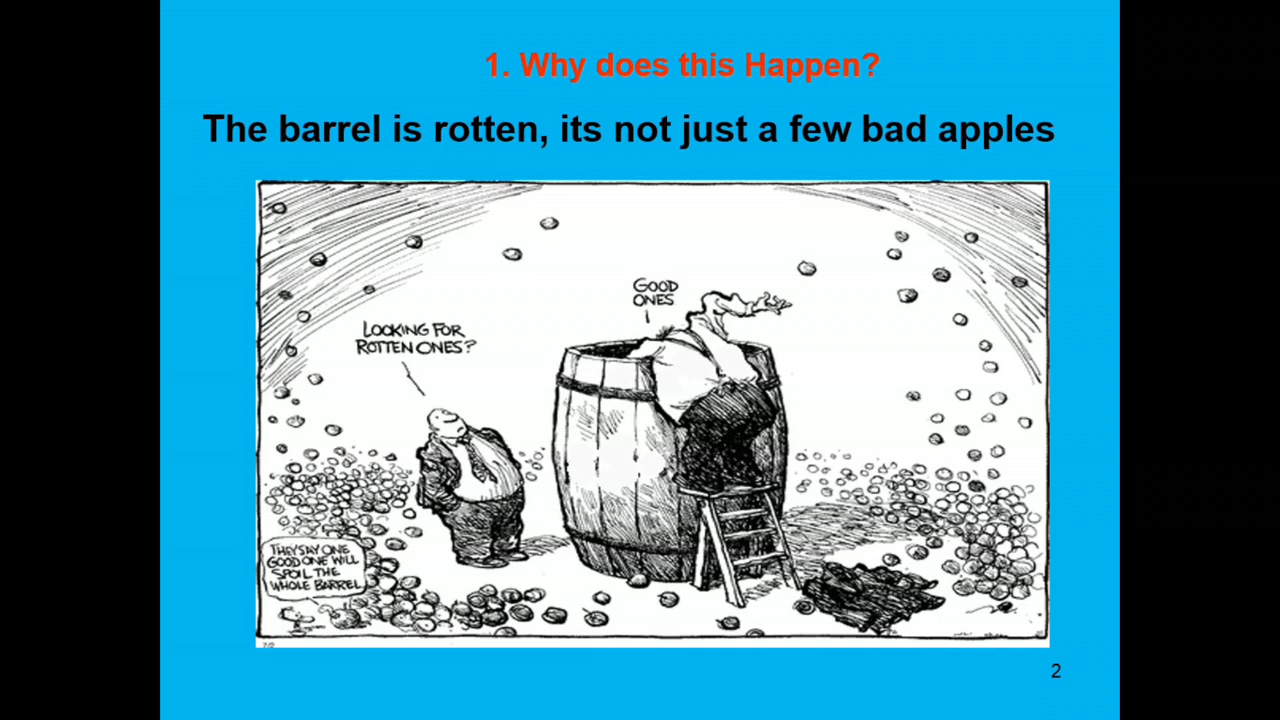 1. Why does this Happen?
The barrel is rotten, its not just a few bad apples
GOOD
ONES
LOOKING FOR
ROTTEN ONES?
THEY SAY ONE
GOOD ONE WILL
SPOIL THE
WHOLE BARREL
2